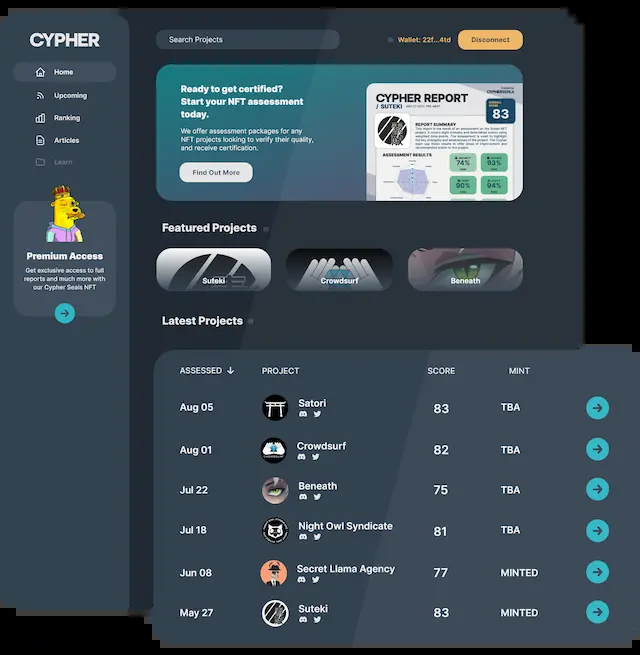 CYPHER
Search Projects
Wallet: 22f...4td
Disconnect
Home
Upcoming
Ranking
Articles
Learn
Premium Access
Get exclusive access to full
reports and much more with
our Cypher Seals NFT
Ready to get certified?
Start your NFT assessment
today.
We offer assessment packages for any
NFT projects looking to verify their quality,
and receive certification.
Find Out More
CYPHER REPORT
/ SUTEKI
83
REPORT SUMMARY
ASSESSMENT RESULTS
74%
93%
90%
94%
Featured Projects
Suteki
Crowdsurf
Beneath
Latest Projects
ASSESSED PROJECT SCORE MINT
Aug 05 Satori 83 TBA
Aug 01 Crowdsurf 82 TBA
Jul 22 Beneath 75 TBA
Jul 18 Night Owl Syndicate 81 TBA
Jun 08 Secret Llama Agency 77 MINTED
May 27 Suteki 83 MINTED